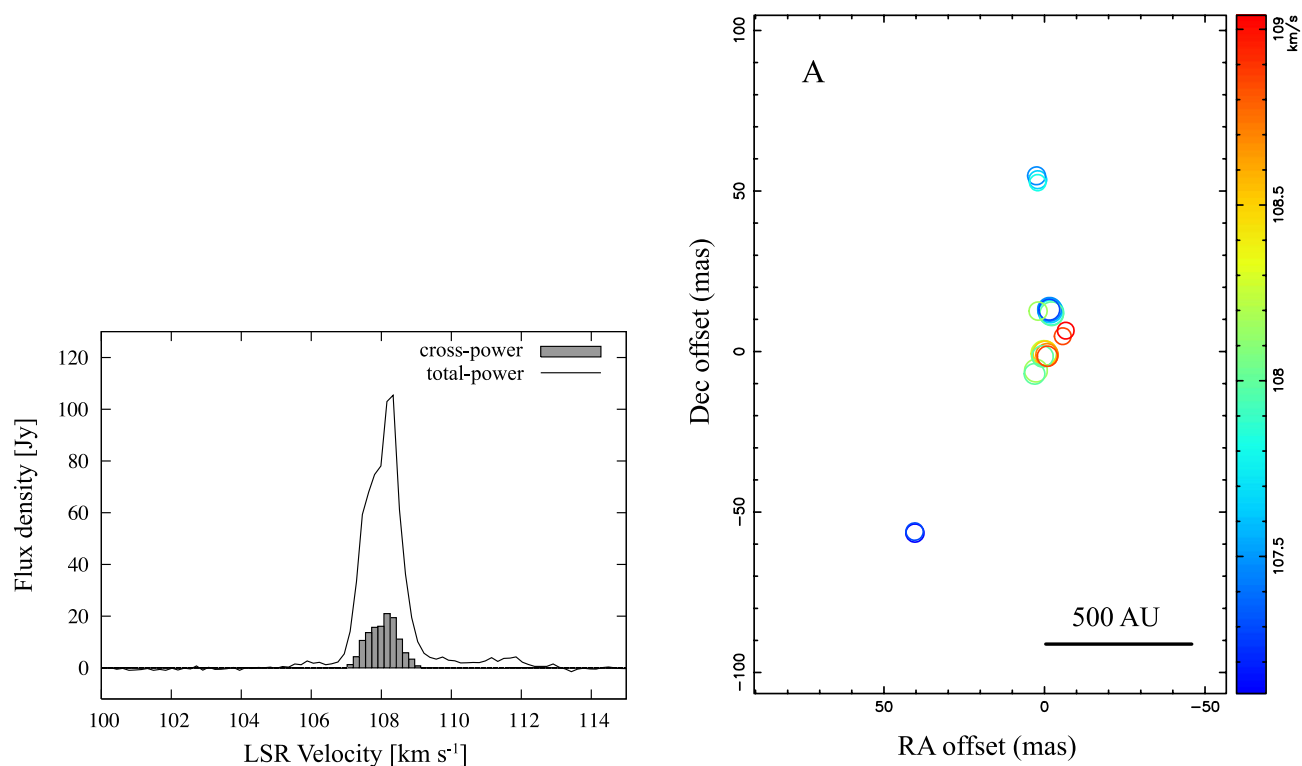 120
100
80
60
40
20
0
Flux density [Jy]
cross-power
total-power
100 102 104 106 108 110 112 114
LSR Velocity [km s-1]
A
100
50
0
−50
−100
Dec offset (mas)
500 AU
50 0 −50
RA offset (mas)
109
km/s
108.5
108
107.5